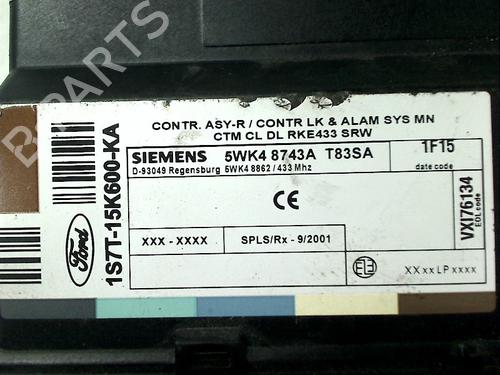 CONTR. ASY-R / CONTR LK & ALAM SYS MN
CTM CL DL RKE433 SRW
SIEMENS 5WK4 8743A T83SA
D-93049 Regensburg 5WK4 8862 / 433 Mhz
1F15
date code
VXI76134
EOL code
CE
XXX - XXXX
SPLS/Rx - 9/2001
XXxxLPxxxx
Ford
1S7T-15K600-KA
B PARTS